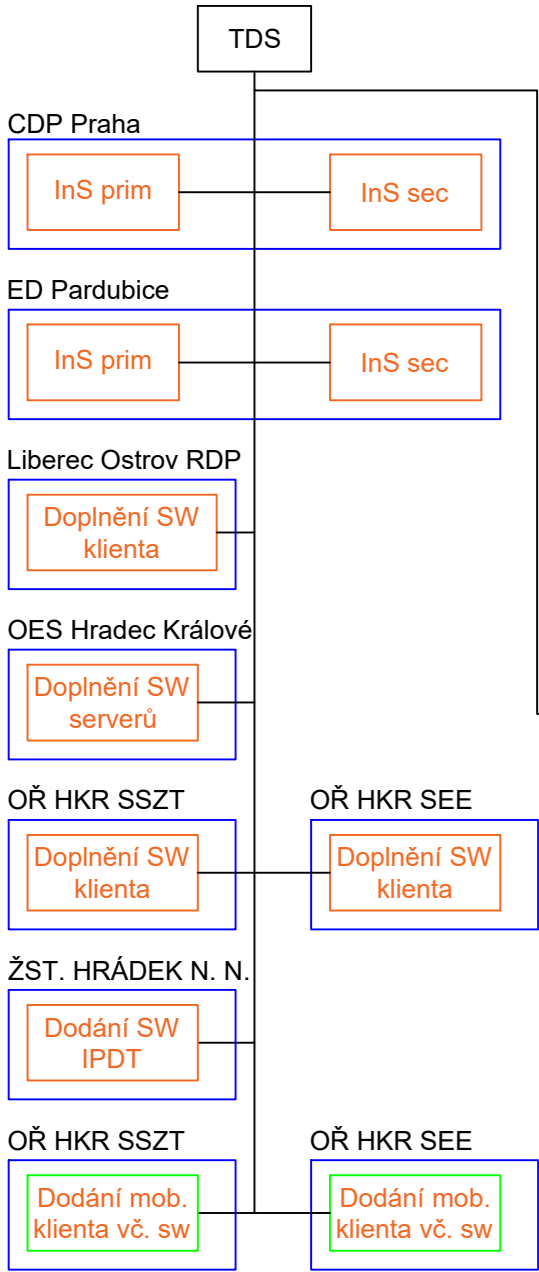 TDS
CDP Praha
InS prim
InS sec
ED Pardubice
InS prim
InS sec
Liberec Ostrov RDP
Doplnění SW
klienta
OES Hradec Králové
Doplnění SW
serverů
OŘ HKR SSZT
Doplnění SW
klienta
OŘ HKR SEE
Doplnění SW
klienta
ŽST. HRÁDEK N. N.
Dodání SW
IPDT
OŘ HKR SSZT
Dodání mob.
klienta vč. sw
OŘ HKR SEE
Dodání mob.
klienta vč. sw